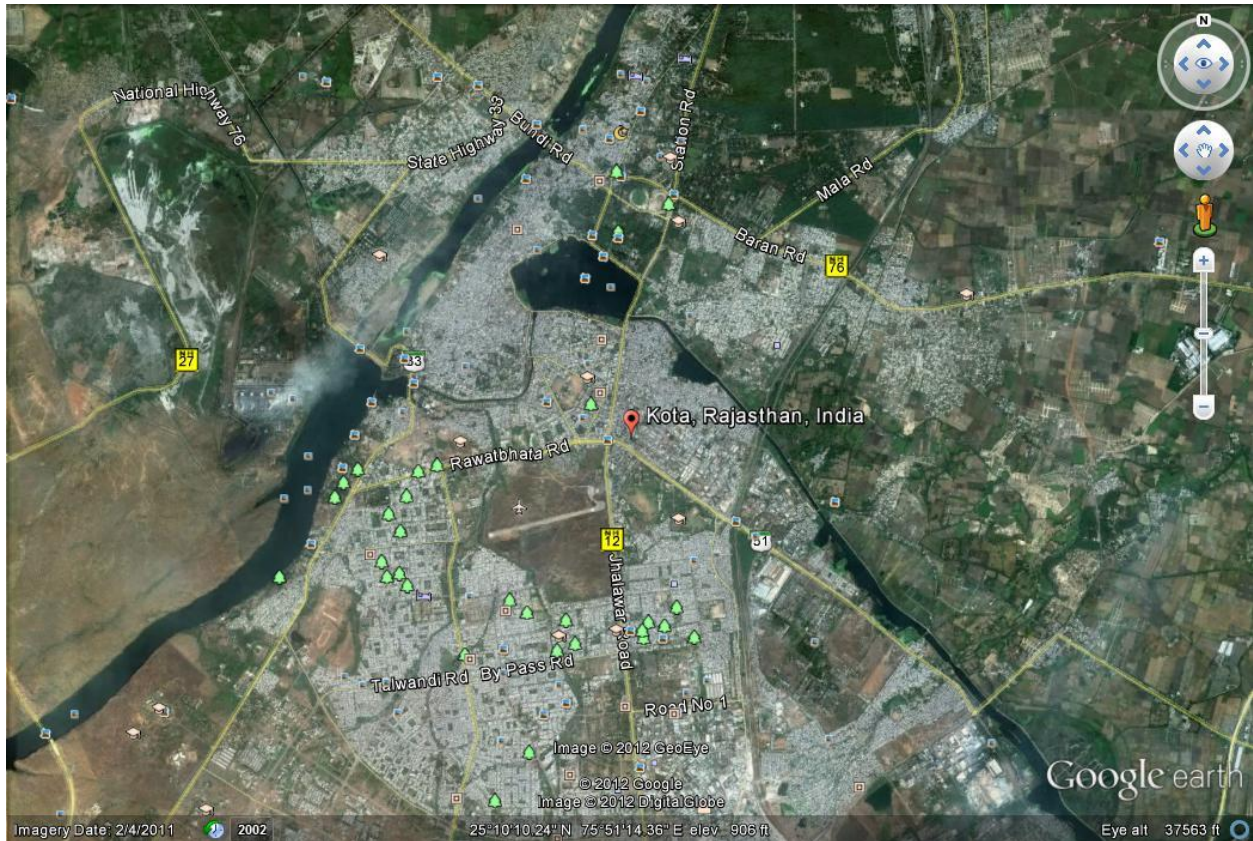 N
National Highway 76
State Highway 33
Bundi Rd
Station Rd
Mala Rd
Baran Rd
76
27
33
Kota, Rajasthan, India
Rawatbhata Rd
12
51
Jhalawar Road
Talwandi Rd
By Pass Rd
Road No 1
Image © 2012 GeoEye
© 2012 Google
Image © 2012 DigitalGlobe
Google earth
Imagery Date: 2/4/2011
2002
25°10'10.24" N 75°51'14.36" E elev 906 ft
Eye alt 37563 ft